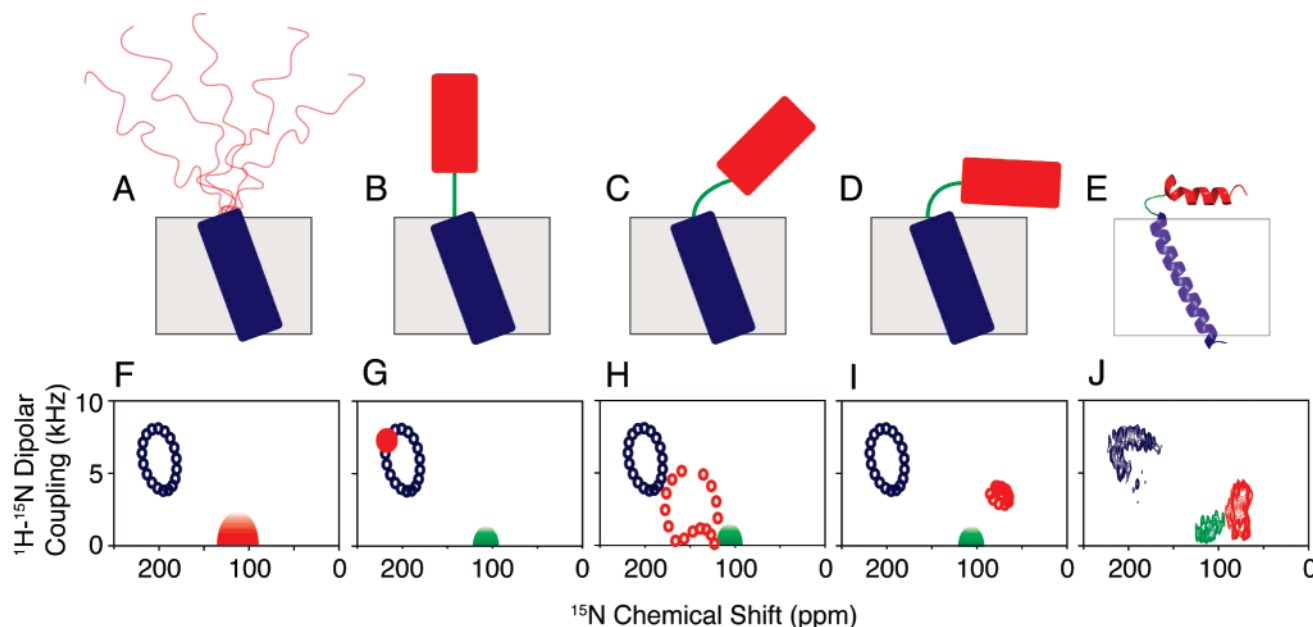 A B C D E
F G H I J
¹H-¹⁵N Dipolar
Coupling (kHz)
10
5
0
200 100 0
200 100 0
200 100 0
200 100 0
200 100 0
¹⁵N Chemical Shift (ppm)